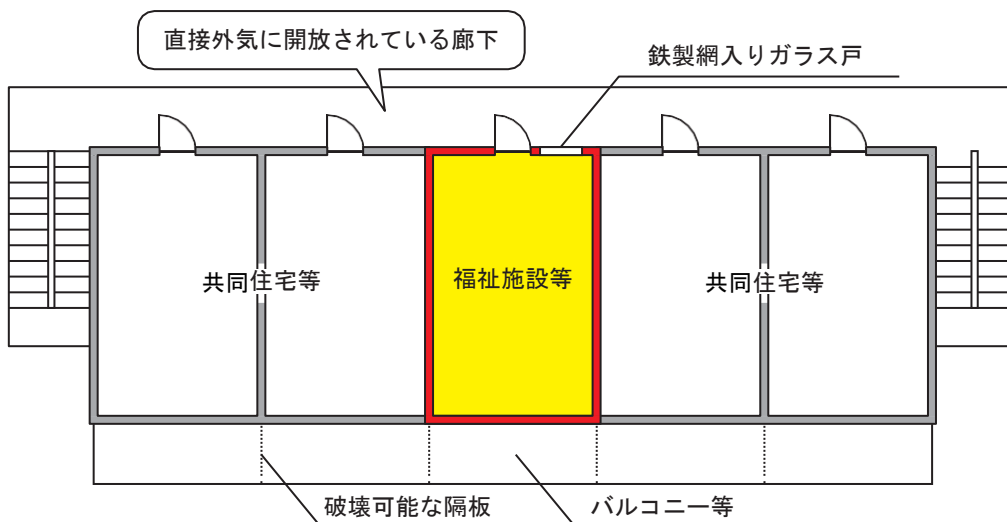 直接外気に開放されている廊下
鉄製網入りガラス戸
共同住宅等
福祉施設等
共同住宅等
破壊可能な隔板
バルコニー等